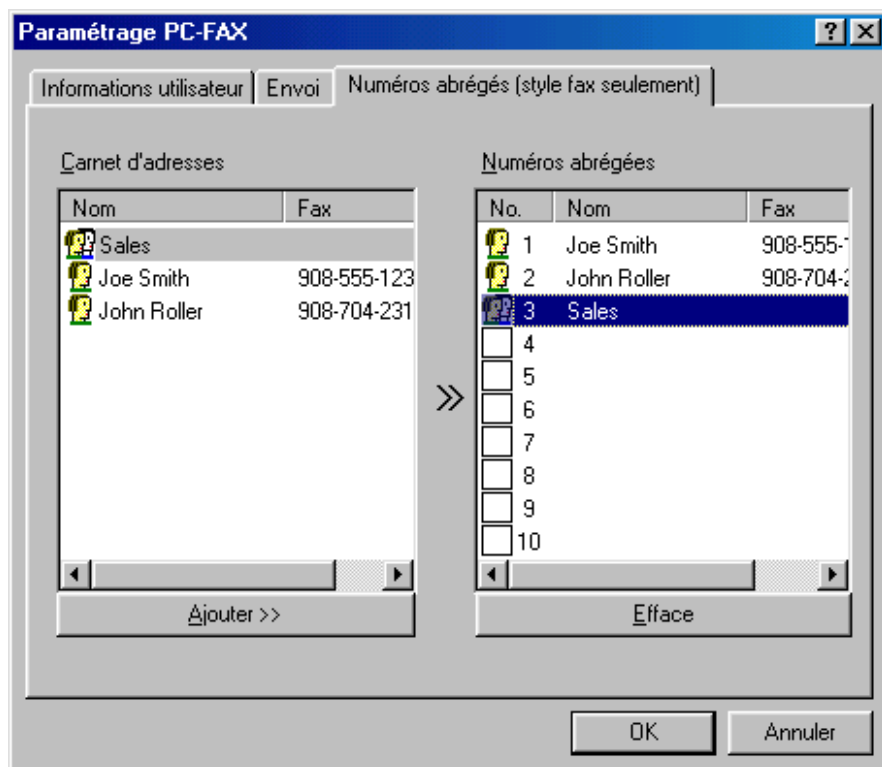 Paramétrage PC-FAX
Informations utilisateur Envoi Numéros abrégés (style fax seulement)
Carnet d'adresses
Nom Fax
Sales
Joe Smith 908-555-123
John Roller 908-704-231
Ajouter >>
>>
Numéros abrégées
No. Nom Fax
1 Joe Smith 908-555-
2 John Roller 908-704-
3 Sales
4
5
6
7
8
9
10
Efface
OK Annuler